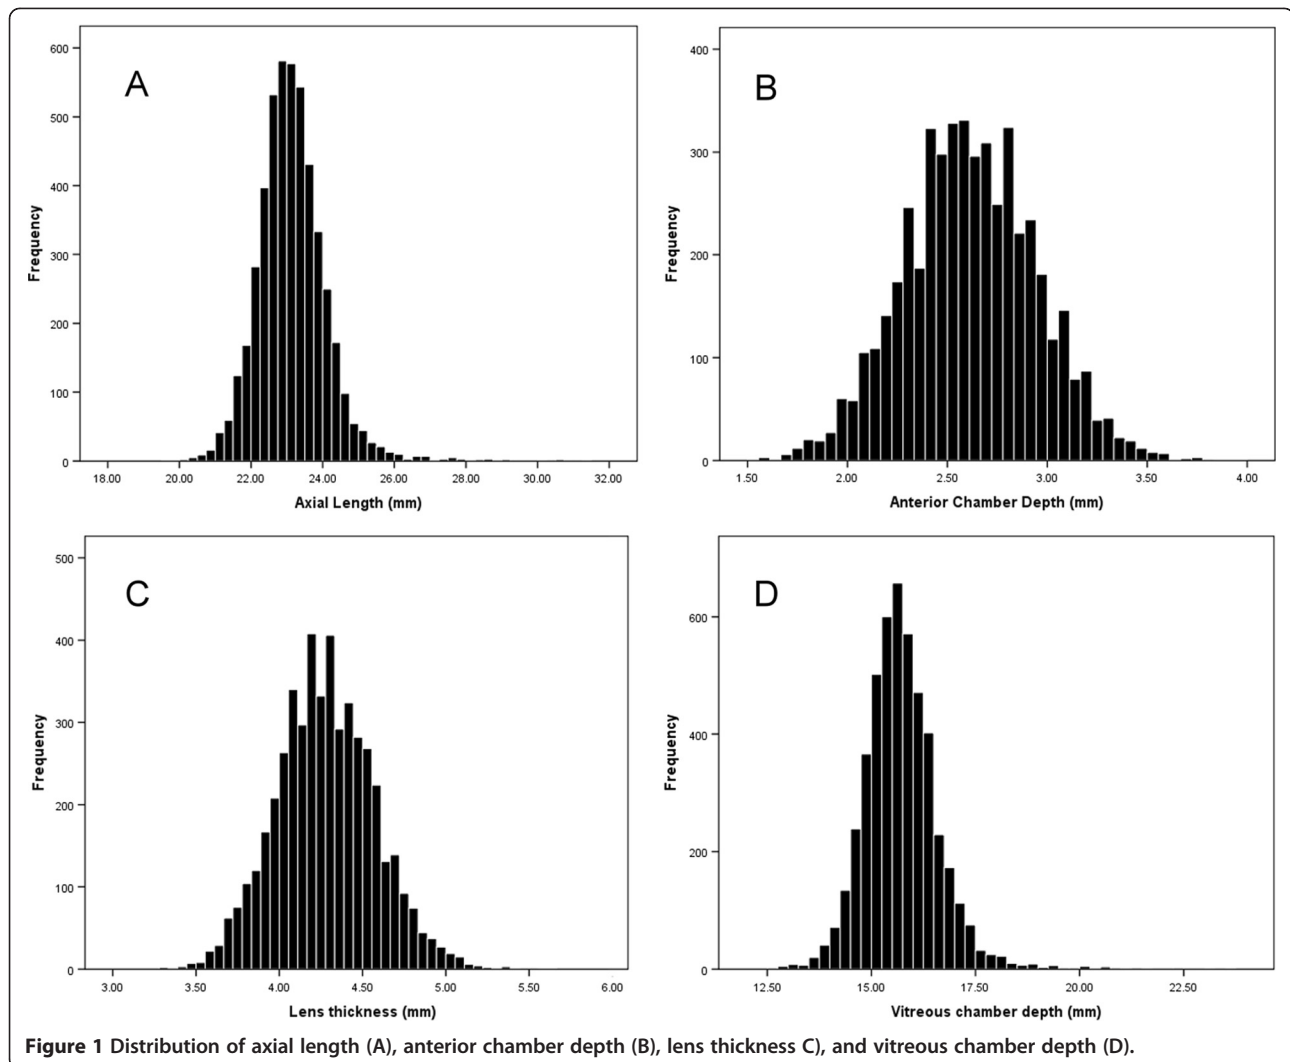 A
600
500
400
300
200
100
0
Frequency
18.00 20.00 22.00 24.00 26.00 28.00 30.00 32.00
Axial Length (mm)
B
400
300
200
100
0
Frequency
1.50 2.00 2.50 3.00 3.50 4.00
Anterior Chamber Depth (mm)
C
500
400
300
200
100
0
Frequency
3.00 3.50 4.00 4.50 5.00 5.50 6.00
Lens thickness (mm)
D
600
400
200
0
Frequency
12.50 15.00 17.50 20.00 22.50
Vitreous chamber depth (mm)
Figure 1 Distribution of axial length (A), anterior chamber depth (B), lens thickness C), and vitreous chamber depth (D).